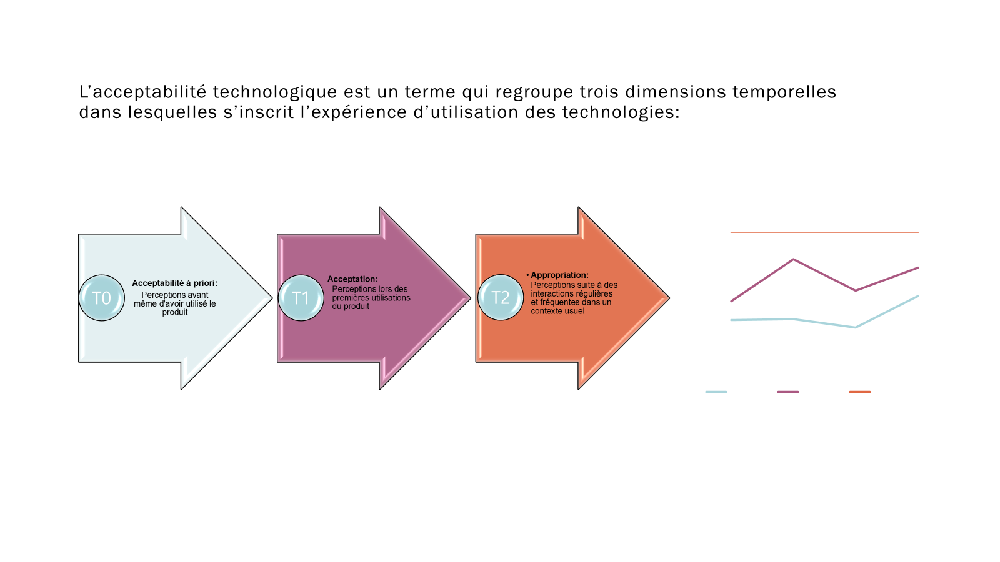 L’acceptabilité technologique est un terme qui regroupe trois dimensions temporelles
dans lesquelles s’inscrit l’expérience d’utilisation des technologies:
T0
Acceptabilité à priori:
Perceptions avant
même d'avoir utilisé le
produit
T1
Acceptation:
Perceptions lors des
premières utilisations
du produit
T2
• Appropriation:
Perceptions suite à des
interactions régulières
et fréquentes dans un
contexte usuel